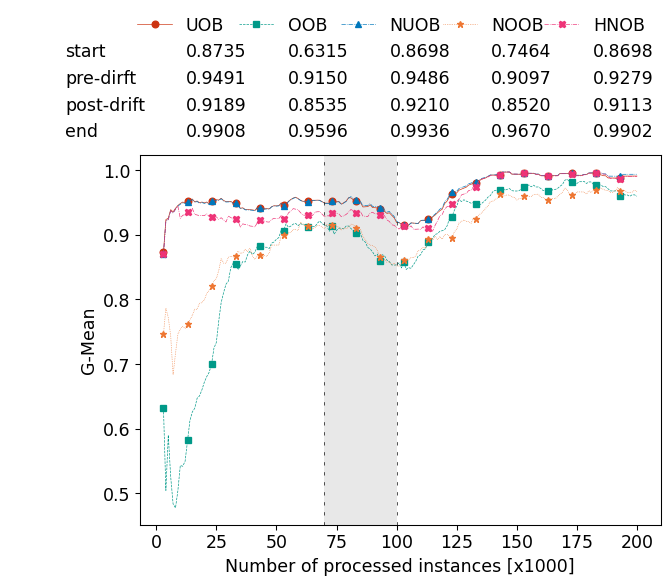 UOB OOB NUOB NOOB HNOB
start 0.8735 0.6315 0.8698 0.7464 0.8698
pre-dirft 0.9491 0.9150 0.9486 0.9097 0.9279
post-drift 0.9189 0.8535 0.9210 0.8520 0.9113
end 0.9908 0.9596 0.9936 0.9670 0.9902
1.0
0.9
0.8
0.7
0.6
0.5
G-Mean
0 25 50 75 100 125 150 175 200
Number of processed instances [x1000]